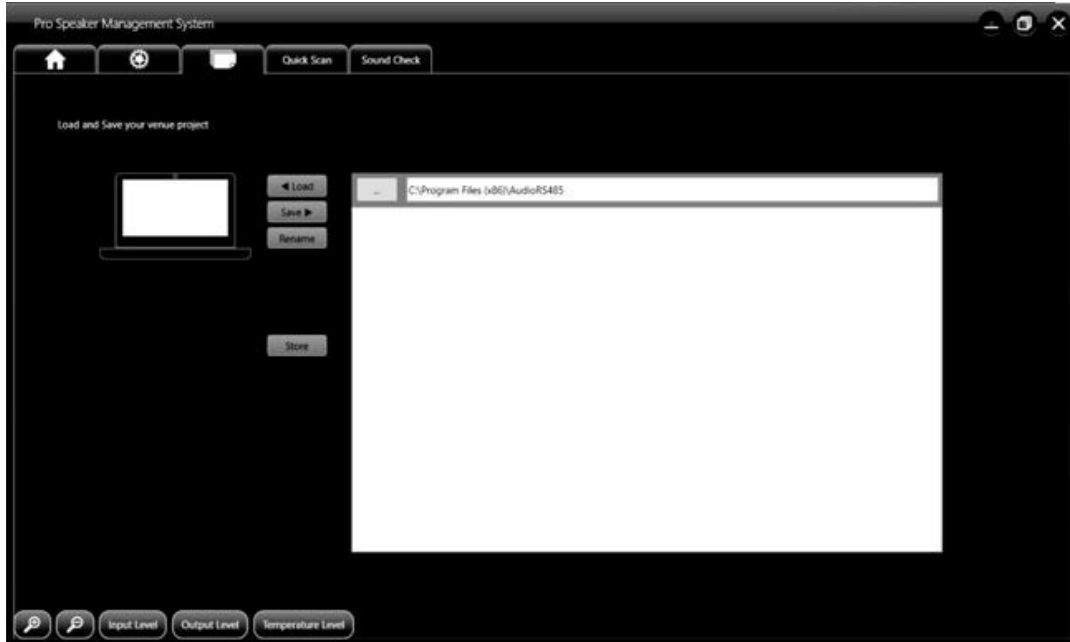 Pro Speaker Management System
Quick Scan
Sound Check
Load and Save your venue project
Load
Save
Rename
...
C:\Program Files (x86)\AudioRS485
Store
Input Level
Output Level
Temperature Level